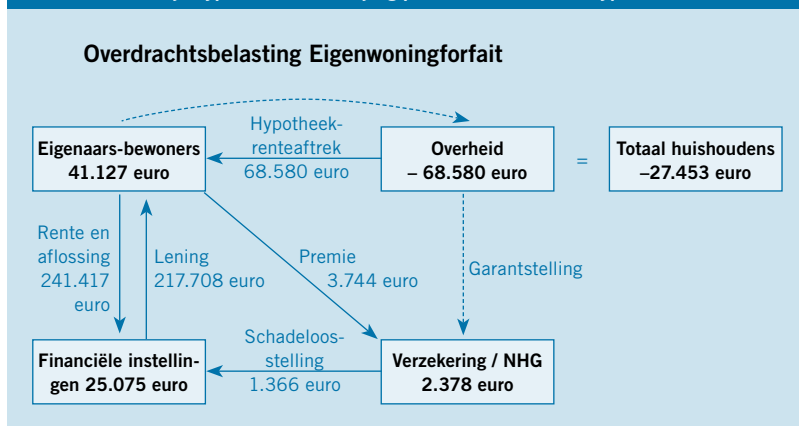 Overdrachtsbelasting Eigenwoningforfait
Hypotheek-
renteaftrek
68.580 euro
Eigenaars-bewoners
41.127 euro
Overheid
– 68.580 euro
=
Totaal huishoudens
–27.453 euro
Rente en
aflossing
241.417
euro
Lening
217.708 euro
Premie
3.744 euro
Garantstelling
Schadeloos-
stelling
1.366 euro
Financiële instellin-
gen 25.075 euro
Verzekering / NHG
2.378 euro